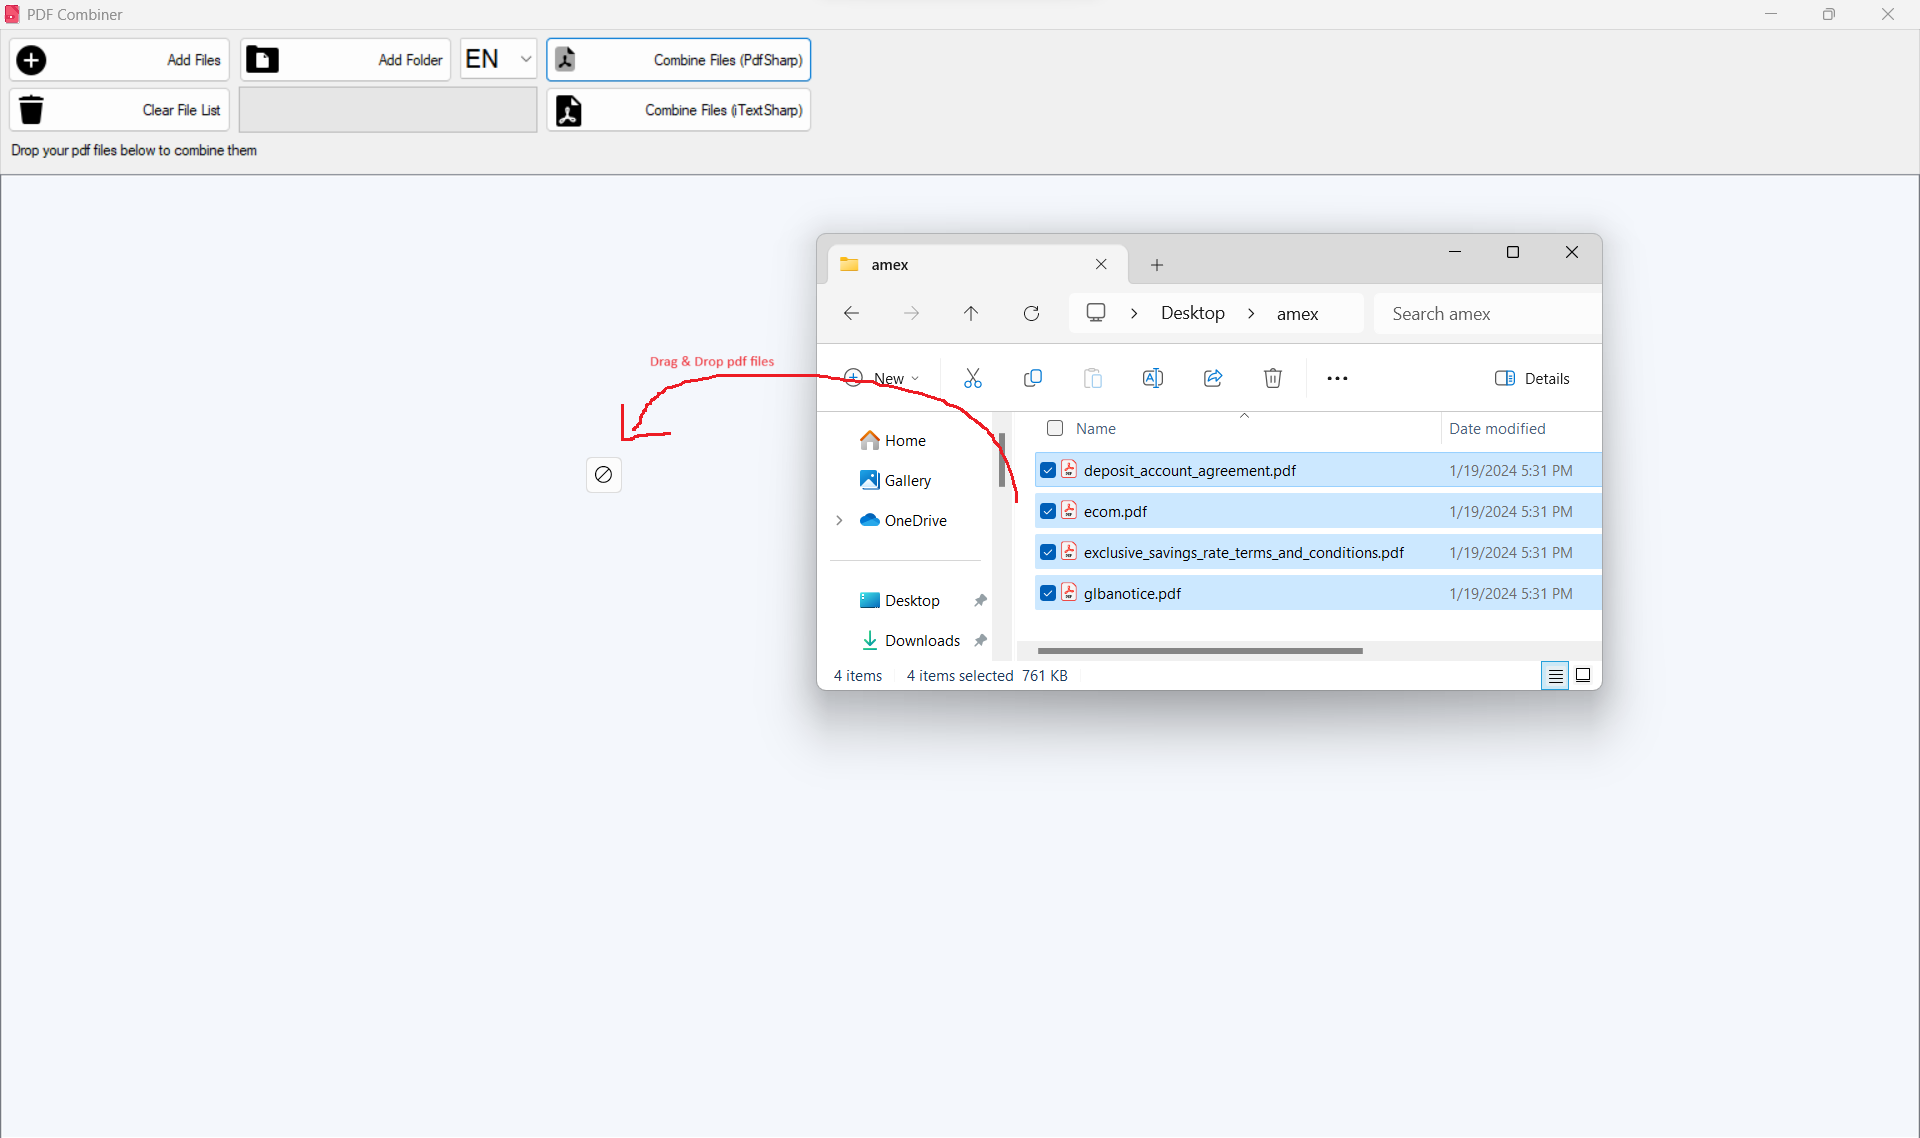 PDF Combiner
Add Files
Add Folder
EN
Combine Files (PdfSharp)
Clear File List
Combine Files (iTextSharp)
Drop your pdf files below to combine them
amex
Desktop
amex
Search amex
Drag & Drop pdf files
New
Details
Home
Gallery
OneDrive
Desktop
Downloads
Name
Date modified
deposit_account_agreement.pdf
1/19/2024 5:31 PM
ecom.pdf
1/19/2024 5:31 PM
exclusive_savings_rate_terms_and_conditions.pdf
1/19/2024 5:31 PM
glbanotice.pdf
1/19/2024 5:31 PM
4 items
4 items selected 761 KB